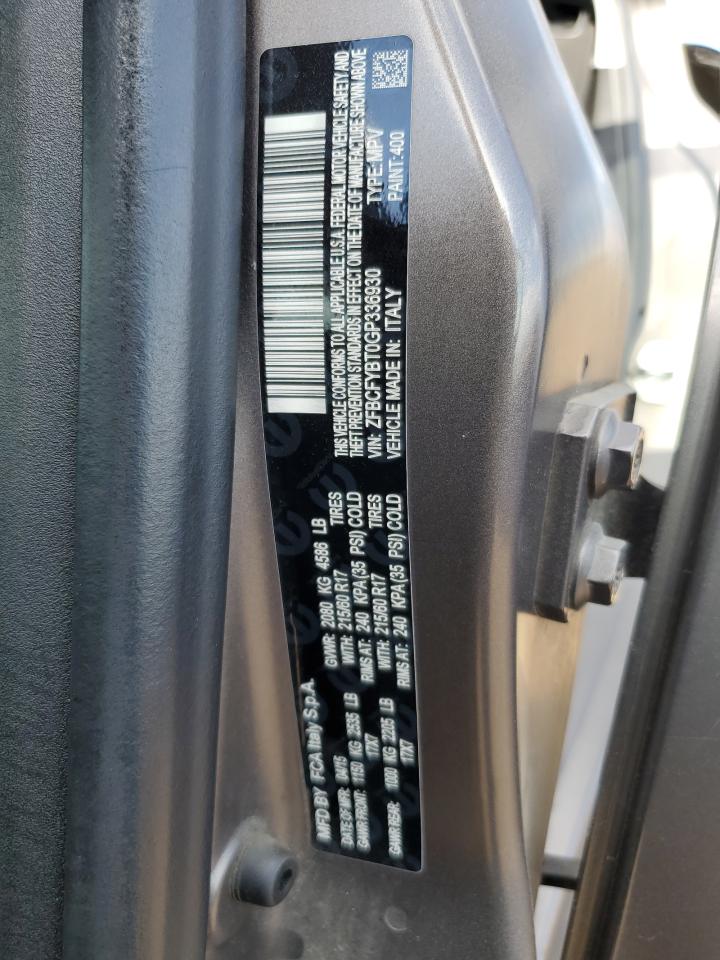 MFD BY FCA Italy S.p.A.
DATE OF MFR: 04/15 GVWR: 2080 KG 4586 LB
GAWR FRONT: 1150 KG 2535 LB WITH: 215/60 R17 TIRES
17X7 RIMS AT: 240 KPA (35 PSI) COLD
GAWR REAR: 1000 KG 2205 LB WITH: 215/60 R17 TIRES
17X7 RIMS AT: 240 KPA (35 PSI) COLD
THIS VEHICLE CONFORMS TO ALL APPLICABLE U.S.A. FEDERAL MOTOR VEHICLE SAFETY AND
THEFT PREVENTION STANDARDS IN EFFECT ON THE DATE OF MANUFACTURE SHOWN ABOVE
VIN: ZFBCFYBT0GP336930 TYPE: MPV
VEHICLE MADE IN: ITALY PAINT: 400